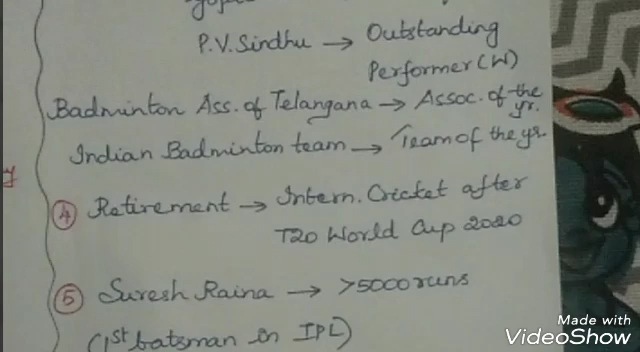 P.V. Sindhu → Outstanding
Performer (W)
Badminton Ass. of Telangana → Assoc. of the yr.
Indian Badminton team → Team of the yr.
④ Retirement → Intern. Cricket after
T20 World Cup 2020
⑤ Suresh Raina → >5000 runs
(1st batsman in IPL)
Made with
VideoShow